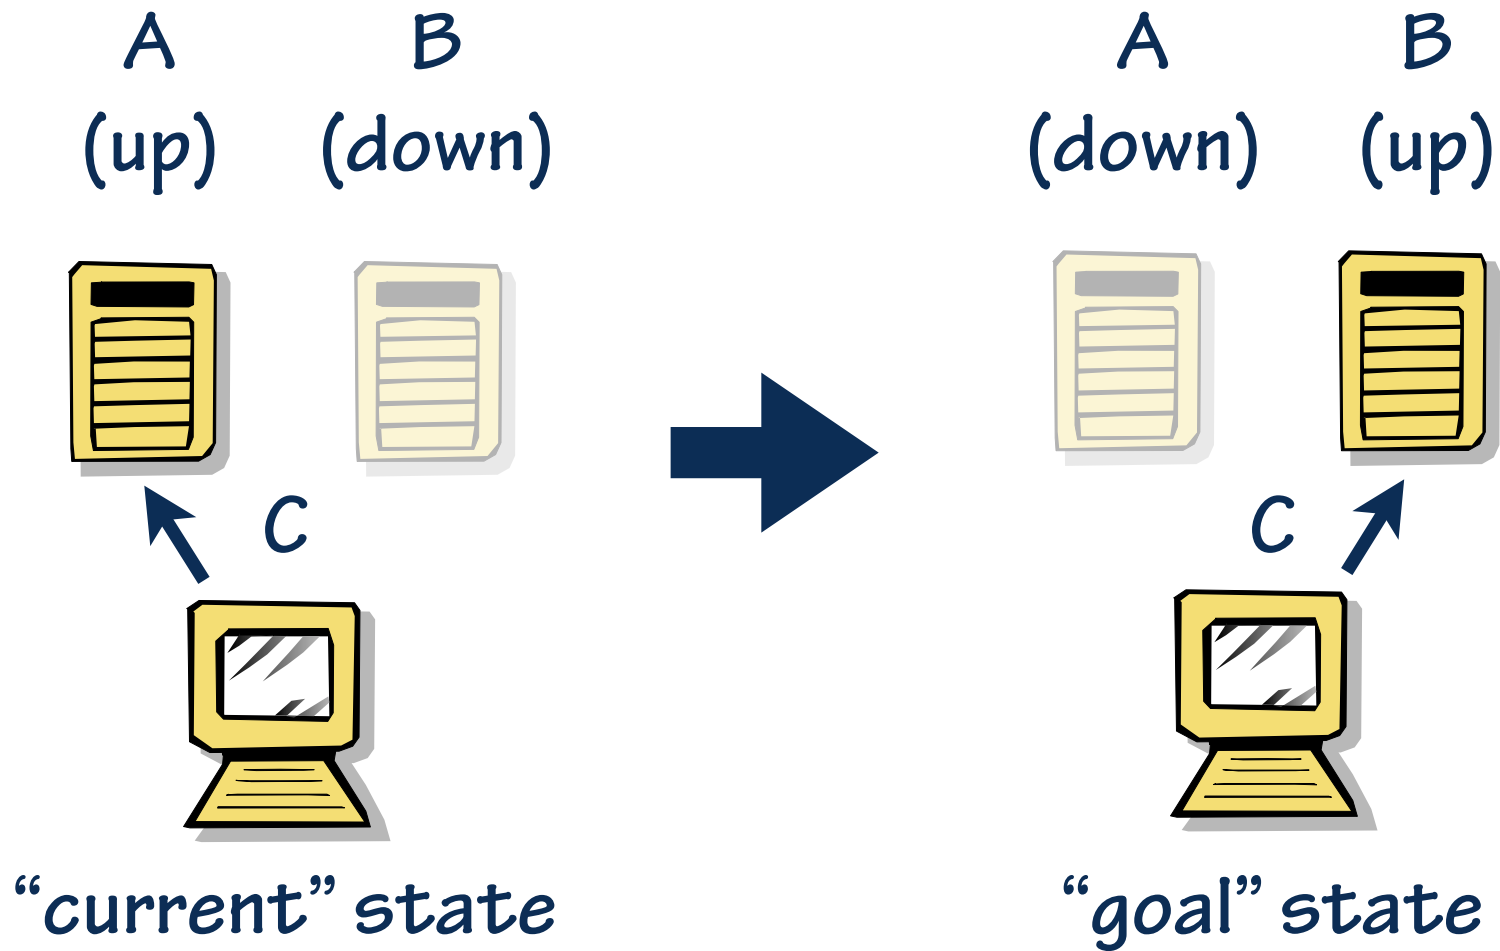 A B A B
(up) (down) (down) (up)
C C
“current” state “goal” state